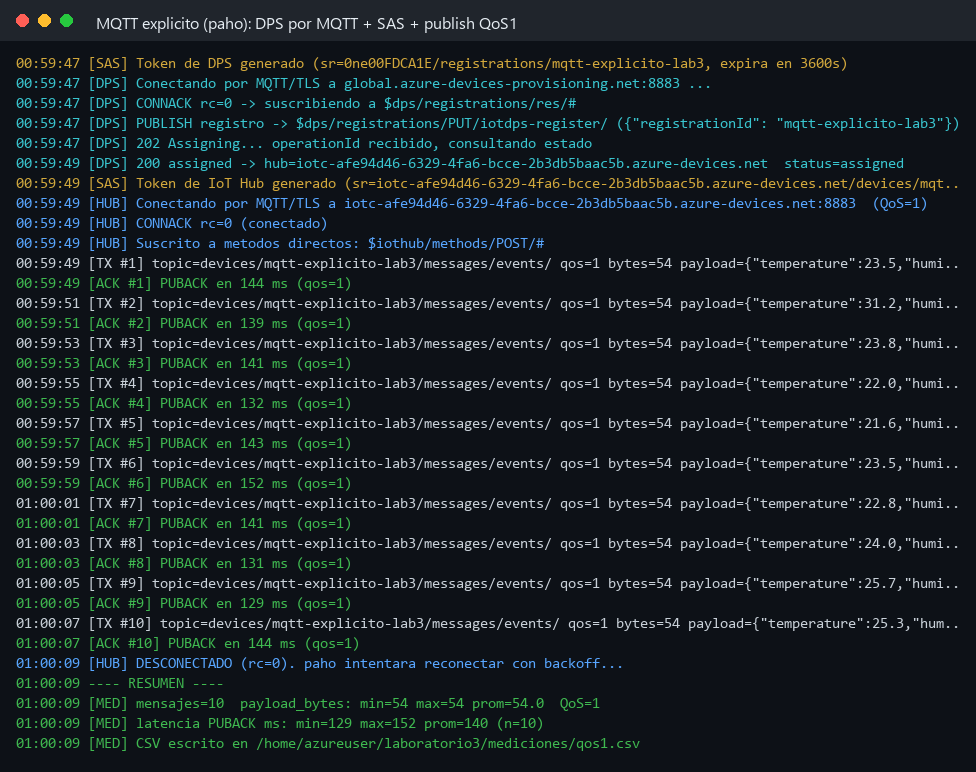 MQTT explicito (paho): DPS por MQTT + SAS + publish QoS1
00:59:47 [SAS] Token de DPS generado (sr=0ne00FDCA1E/registrations/mqtt-explicito-lab3, expira en 3600s)
00:59:47 [DPS] Conectando por MQTT/TLS a global.azure-devices-provisioning.net:8883 ...
00:59:47 [DPS] CONNACK rc=0 -> suscribiendo a $dps/registrations/res/#
00:59:47 [DPS] PUBLISH registro -> $dps/registrations/PUT/iotdps-register/ ({"registrationId": "mqtt-explicito-lab3"})
00:59:47 [DPS] 202 Assigning... operationId recibido, consultando estado
00:59:49 [DPS] 200 assigned -> hub=iotc-afe94d46-6329-4fa6-bcce-2b3db5baac5b.azure-devices.net  status=assigned
00:59:49 [SAS] Token de IoT Hub generado (sr=iotc-afe94d46-6329-4fa6-bcce-2b3db5baac5b.azure-devices.net/devices/mqt..
00:59:49 [HUB] Conectando por MQTT/TLS a iotc-afe94d46-6329-4fa6-bcce-2b3db5baac5b.azure-devices.net:8883  (QoS=1)
00:59:49 [HUB] CONNACK rc=0 (conectado)
00:59:49 [HUB] Suscrito a metodos directos: $iothub/methods/POST/#
00:59:49 [TX #1] topic=devices/mqtt-explicito-lab3/messages/events/ qos=1 bytes=54 payload={"temperature":23.5,"humi..
00:59:49 [ACK #1] PUBACK en 144 ms (qos=1)
00:59:51 [TX #2] topic=devices/mqtt-explicito-lab3/messages/events/ qos=1 bytes=54 payload={"temperature":31.2,"humi..
00:59:51 [ACK #2] PUBACK en 139 ms (qos=1)
00:59:53 [TX #3] topic=devices/mqtt-explicito-lab3/messages/events/ qos=1 bytes=54 payload={"temperature":23.8,"humi..
00:59:53 [ACK #3] PUBACK en 141 ms (qos=1)
00:59:55 [TX #4] topic=devices/mqtt-explicito-lab3/messages/events/ qos=1 bytes=54 payload={"temperature":22.0,"humi..
00:59:55 [ACK #4] PUBACK en 132 ms (qos=1)
00:59:57 [TX #5] topic=devices/mqtt-explicito-lab3/messages/events/ qos=1 bytes=54 payload={"temperature":21.6,"humi..
00:59:57 [ACK #5] PUBACK en 143 ms (qos=1)
00:59:59 [TX #6] topic=devices/mqtt-explicito-lab3/messages/events/ qos=1 bytes=54 payload={"temperature":23.5,"humi..
00:59:59 [ACK #6] PUBACK en 152 ms (qos=1)
01:00:01 [TX #7] topic=devices/mqtt-explicito-lab3/messages/events/ qos=1 bytes=54 payload={"temperature":22.8,"humi..
01:00:01 [ACK #7] PUBACK en 141 ms (qos=1)
01:00:03 [TX #8] topic=devices/mqtt-explicito-lab3/messages/events/ qos=1 bytes=54 payload={"temperature":24.0,"humi..
01:00:03 [ACK #8] PUBACK en 131 ms (qos=1)
01:00:05 [TX #9] topic=devices/mqtt-explicito-lab3/messages/events/ qos=1 bytes=54 payload={"temperature":25.7,"humi..
01:00:05 [ACK #9] PUBACK en 129 ms (qos=1)
01:00:07 [TX #10] topic=devices/mqtt-explicito-lab3/messages/events/ qos=1 bytes=54 payload={"temperature":25.3,"hum..
01:00:07 [ACK #10] PUBACK en 144 ms (qos=1)
01:00:09 [HUB] DESCONECTADO (rc=0). paho intentara reconectar con backoff...
01:00:09 ---- RESUMEN ----
01:00:09 [MED] mensajes=10  payload_bytes: min=54 max=54 prom=54.0  QoS=1
01:00:09 [MED] latencia PUBACK ms: min=129 max=152 prom=140 (n=10)
01:00:09 [MED] CSV escrito en /home/azureuser/laboratorio3/mediciones/qos1.csv